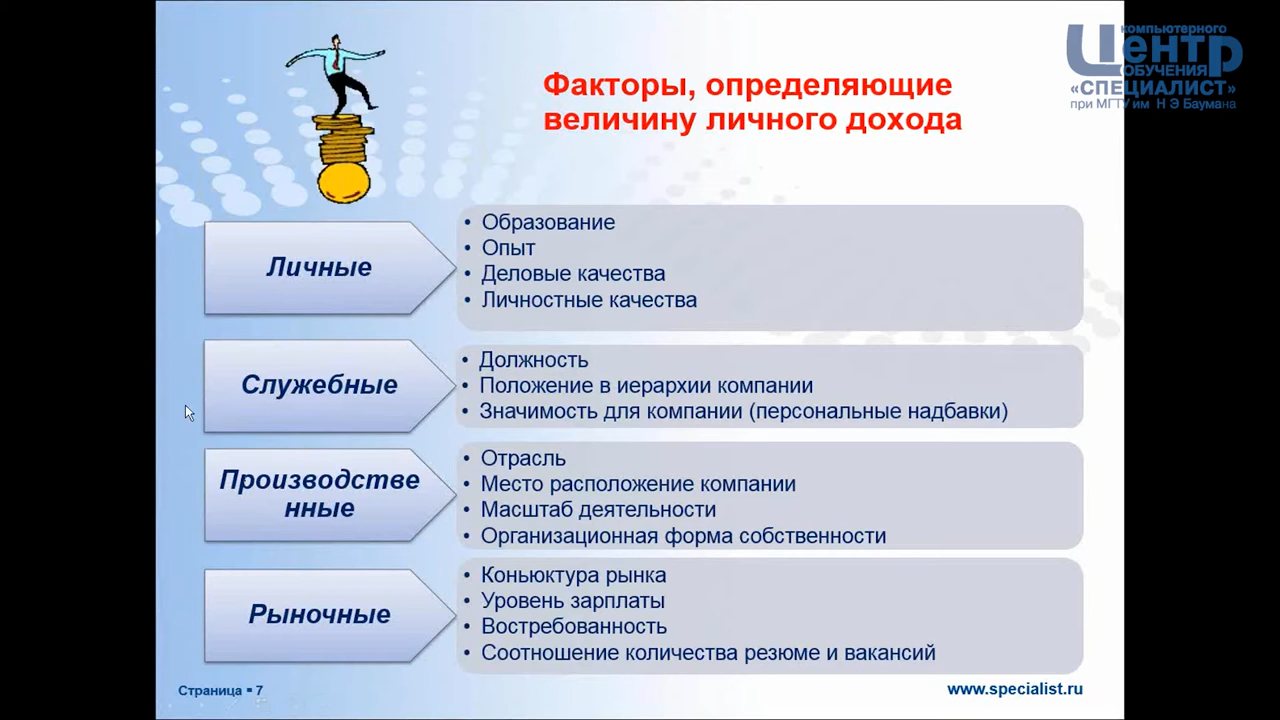 компьютерного
Центр
ОБУЧЕНИЯ
«СПЕЦИАЛИСТ»
при МГТУ им Н Э Баумана
Факторы, определяющие
величину личного дохода
Личные
• Образование
• Опыт
• Деловые качества
• Личностные качества
Служебные
• Должность
• Положение в иерархии компании
• Значимость для компании (персональные надбавки)
Производстве
нные
• Отрасль
• Место расположение компании
• Масштаб деятельности
• Организационная форма собственности
Рыночные
• Коньюктура рынка
• Уровень зарплаты
• Востребованность
• Соотношение количества резюме и вакансий
Страница ▪ 7
www.specialist.ru